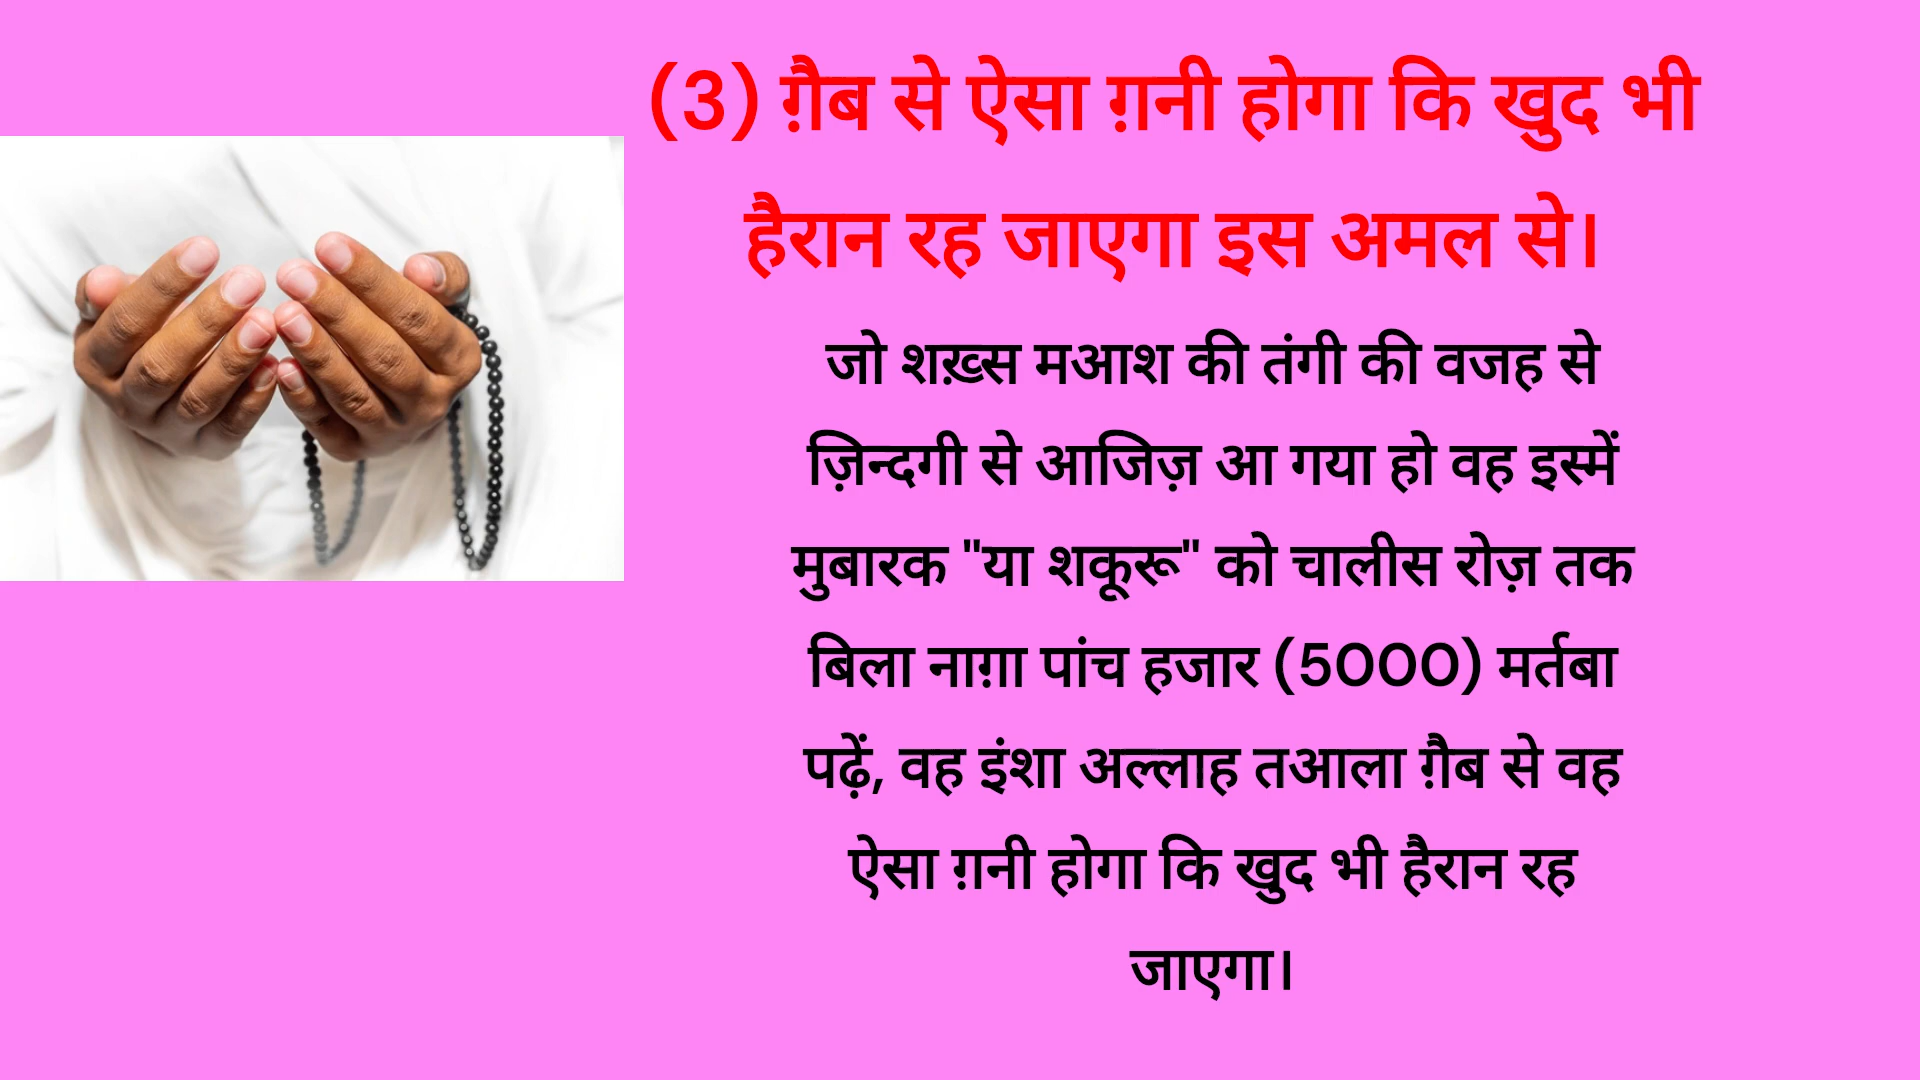 (3) ग़ैब से ऐसा ग़नी होगा कि खुद भी
हैरान रह जाएगा इस अमल से।
जो शख़्स मआश की तंगी की वजह से
ज़िन्दगी से आजिज़ आ गया हो वह इस्में
मुबारक "या शकूरू" को चालीस रोज़ तक
बिला नाग़ा पांच हजार (5000) मर्तबा
पढ़ें, वह इंशा अल्लाह तआला ग़ैब से वह
ऐसा ग़नी होगा कि खुद भी हैरान रह
जाएगा।